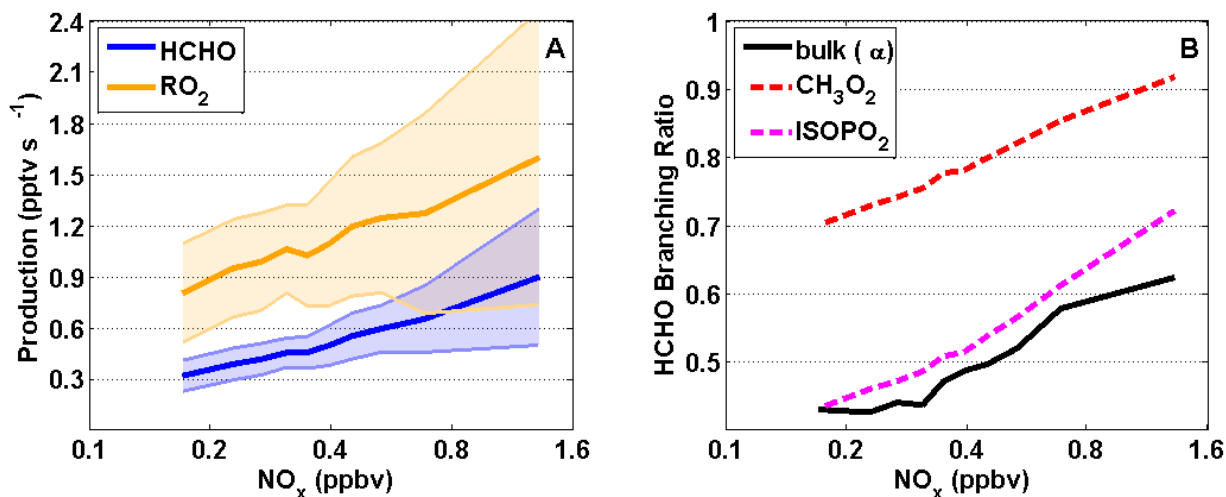 2.4
2.1
1.8
1.5
1.2
0.9
0.6
0.3
Production (pptv s ⁻¹)
HCHO
RO₂
A
0.1 0.2 0.4 0.8 1.6
NOₓ (ppbv)
1
0.9
0.8
0.7
0.6
0.5
HCHO Branching Ratio
bulk ( α)
CH₃O₂
ISOPO₂
B
0.1 0.2 0.4 0.8 1.6
NOₓ (ppbv)